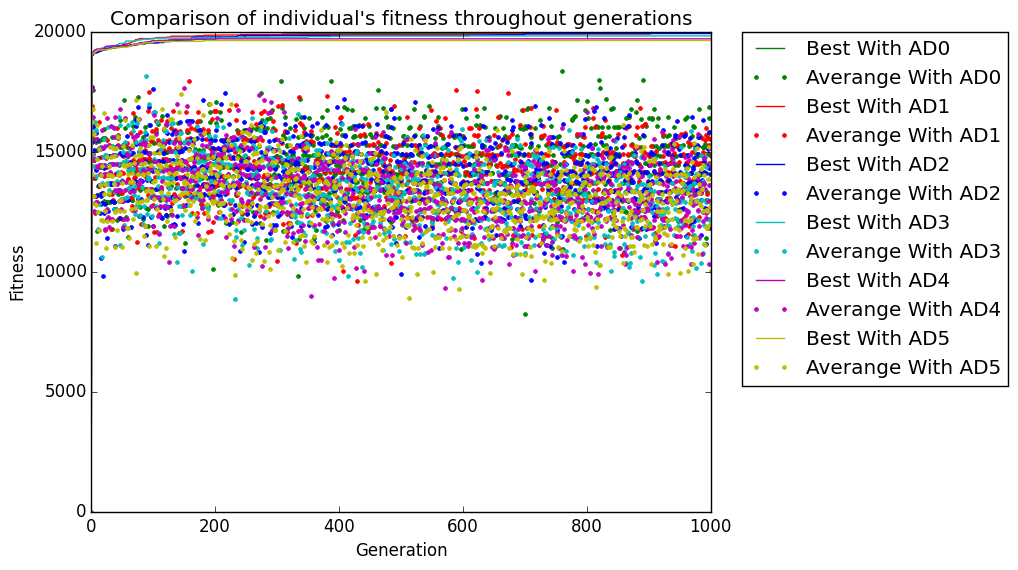 Comparison of individual's fitness throughout generations
20000
15000
10000
5000
0
Fitness
0 200 400 600 800 1000
Generation
Best With AD0
Averange With AD0
Best With AD1
Averange With AD1
Best With AD2
Averange With AD2
Best With AD3
Averange With AD3
Best With AD4
Averange With AD4
Best With AD5
Averange With AD5